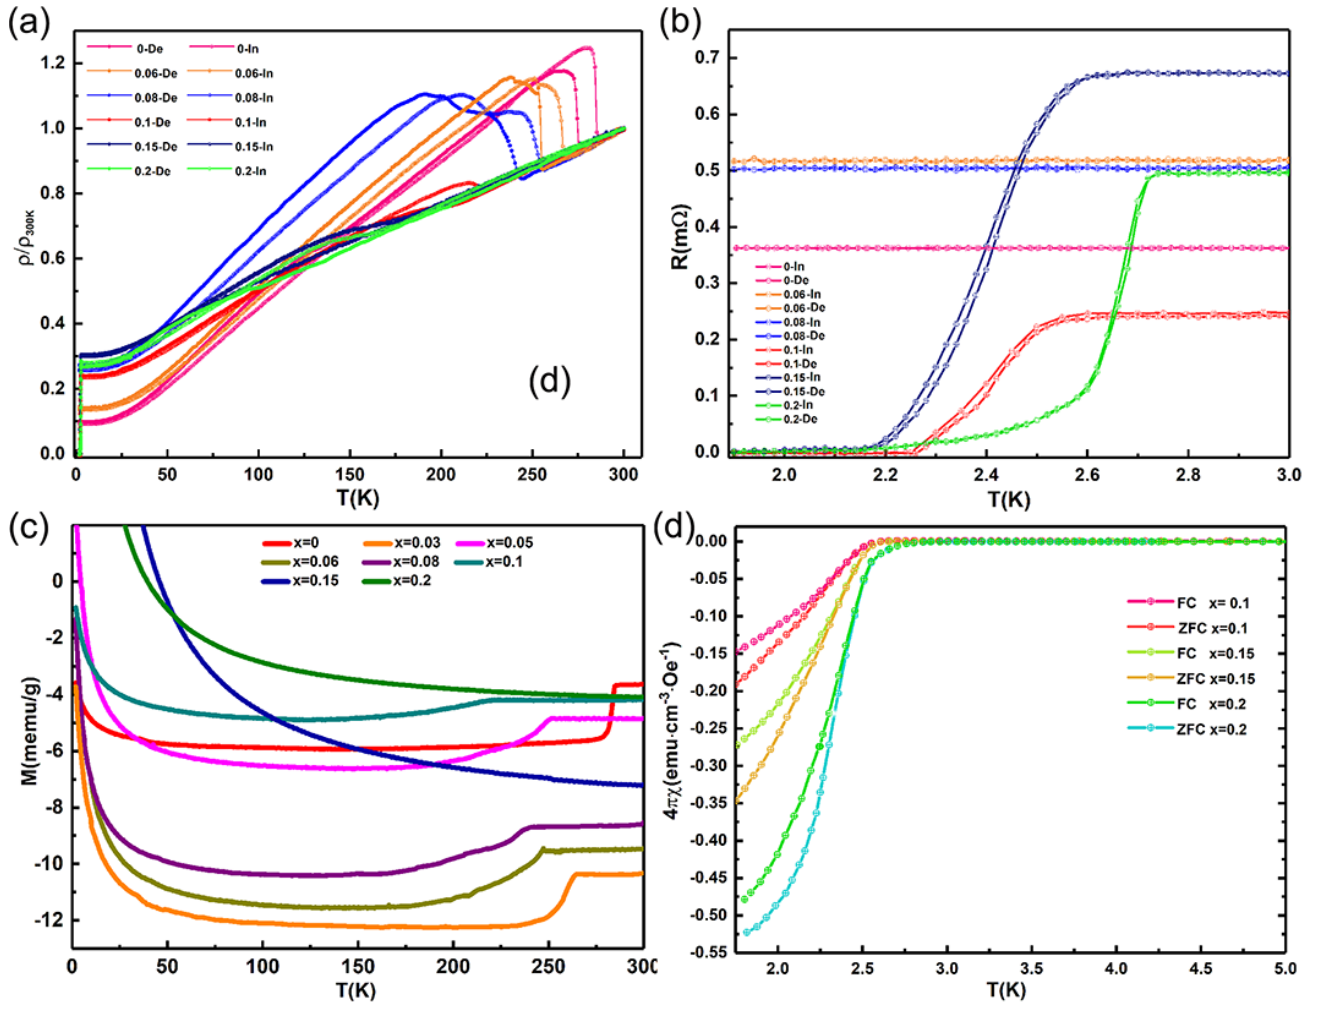 (a)
1.2
1.0
0.8
0.6
0.4
0.2
0.0
ρ/ρ300K
0-De 0-In
0.06-De 0.06-In
0.08-De 0.08-In
0.1-De 0.1-In
0.15-De 0.15-In
0.2-De 0.2-In
(d)
0 50 100 150 200 250 300
T(K)
(b)
0.7
0.6
0.5
0.4
0.3
0.2
0.1
0.0
R(mΩ)
0-In
0-De
0.06-In
0.06-De
0.08-In
0.08-De
0.1-In
0.1-De
0.15-In
0.15-De
0.2-In
0.2-De
2.0 2.2 2.4 2.6 2.8 3.0
T(K)
(c)
x=0 x=0.03 x=0.05
x=0.06 x=0.08 x=0.1
x=0.15 x=0.2
0
-2
-4
-6
-8
-10
-12
M(memu/g)
0 50 100 150 200 250 300
T(K)
(d)
0.00
-0.05
-0.10
-0.15
-0.20
-0.25
-0.30
-0.35
-0.40
-0.45
-0.50
-0.55
4πχ(emu·cm-3·Oe-1)
FC x= 0.1
ZFC x=0.1
FC x=0.15
ZFC x=0.15
FC x=0.2
ZFC x=0.2
2.0 2.5 3.0 3.5 4.0 4.5 5.0
T(K)